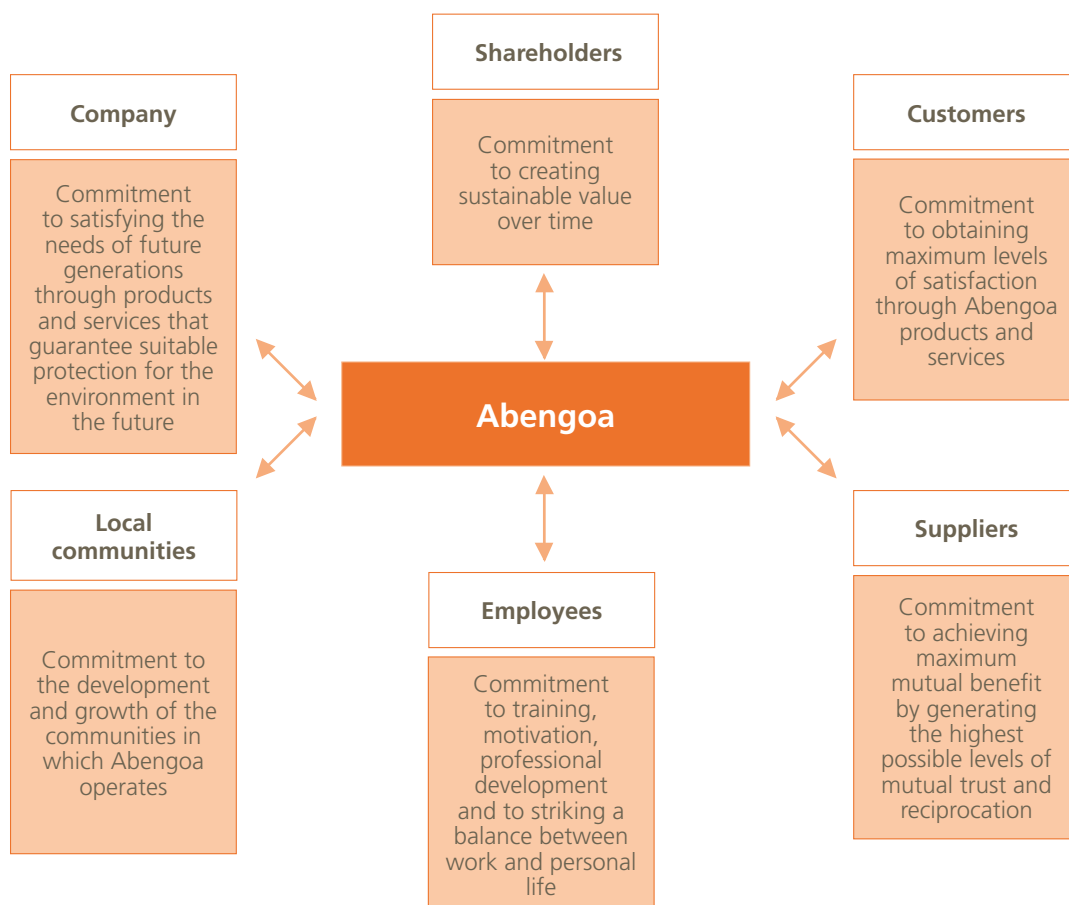 Shareholders
Commitment
to creating
sustainable value
over time
Company
Commitment
to satisfying the
needs of future
generations
through products
and services that
guarantee suitable
protection for the
environment in
the future
Customers
Commitment
to obtaining
maximum levels
of satisfaction
through Abengoa
products and
services
Abengoa
Local
communities
Commitment to
the development
and growth of the
communities in
which Abengoa
operates
Employees
Commitment
to training,
motivation,
professional
development
and to striking a
balance between
work and personal
life
Suppliers
Commitment
to achieving
maximum
mutual benefit
by generating
the highest
possible levels of
mutual trust and
reciprocation